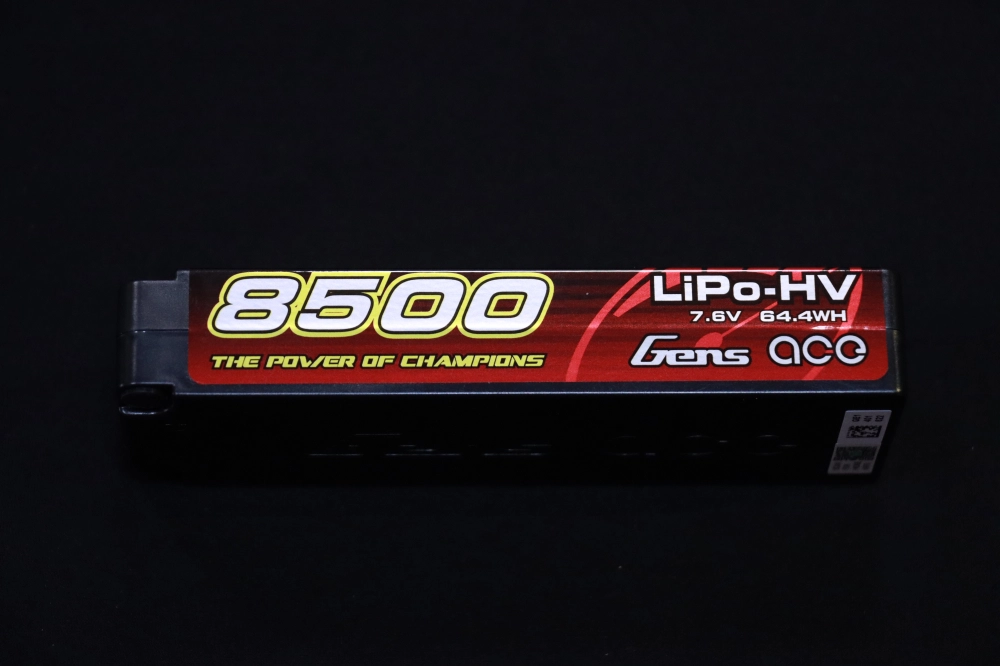 8500
THE POWER OF CHAMPIONS
LiPo-HV
7.6V 64.4WH
Gens ace